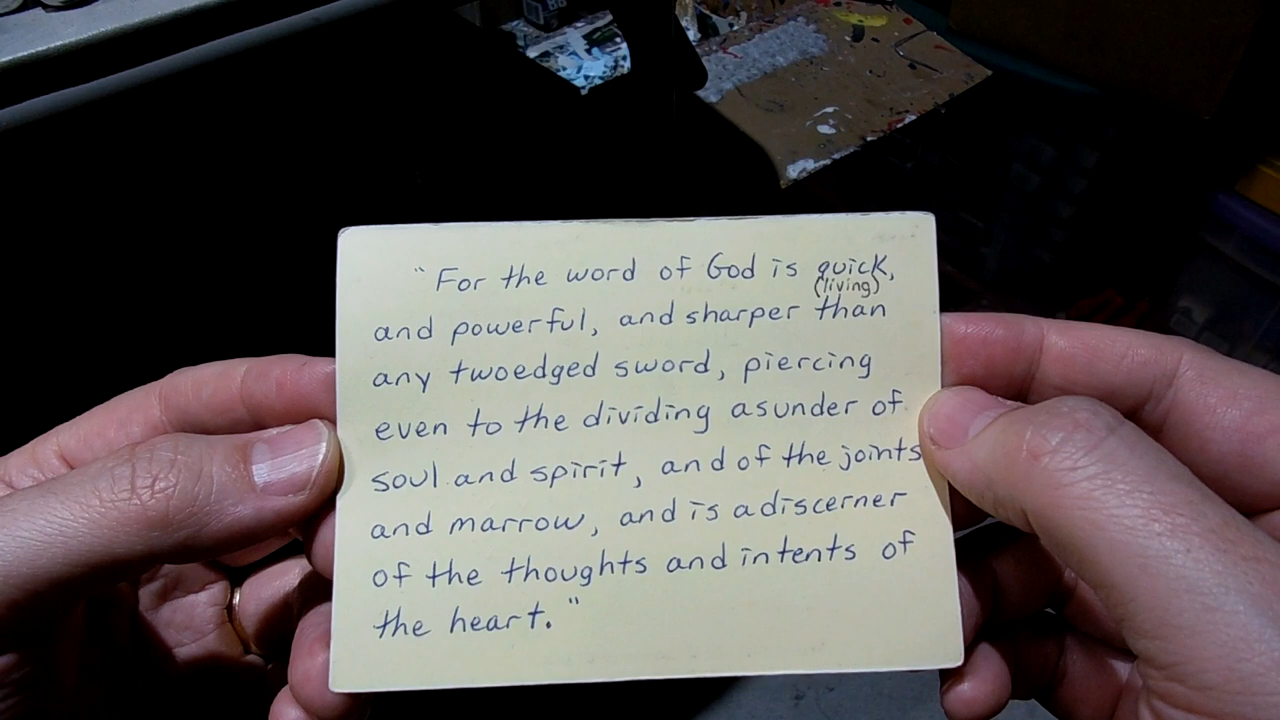 "For the word of God is quick,
(living)
and powerful, and sharper than
any twoedged sword, piercing
even to the dividing asunder of
soul and spirit, and of the joints
and marrow, and is a discerner
of the thoughts and intents of
the heart."